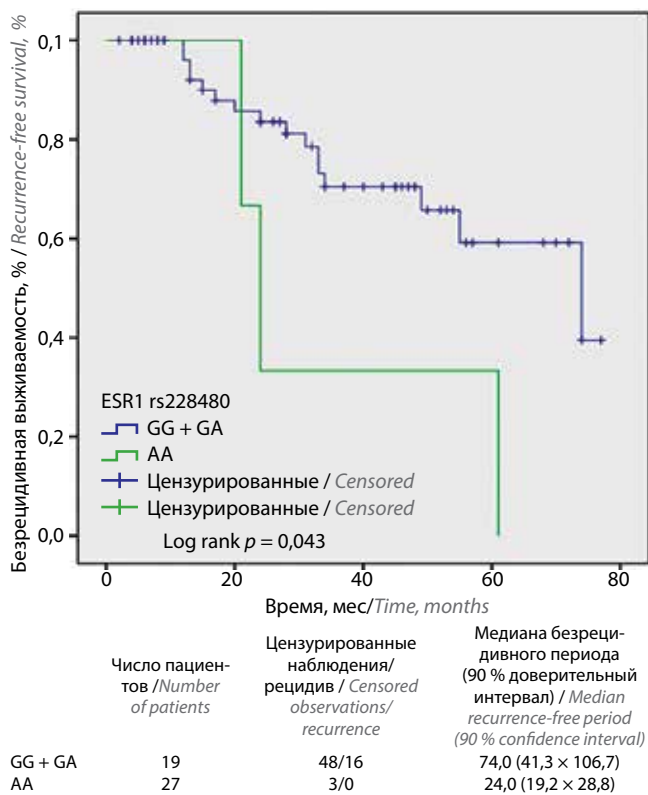 Безрецидивная выживаемость, % / Recurrence-free survival, %
0,1
0,8
0,6
0,4
0,2
0,0
ESR1 rs228480
GG + GA
AA
Цензурированные / Censored
Цензурированные / Censored
Log rank p = 0,043
0 20 40 60 80
Время, мес/Time, months
Число пациен-
тов /Number
of patients
Цензурированные
наблюдения/
рецидив / Censored
observations/
recurrence
Медиана безреци-
дивного периода
(90 % доверительный
интервал) / Median
recurrence-free period
(90 % confidence interval)
GG + GA 19 48/16 74,0 (41,3 × 106,7)
AA 27 3/0 24,0 (19,2 × 28,8)